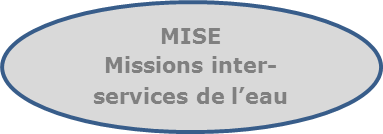 MISE
Missions inter-
services de l’eau